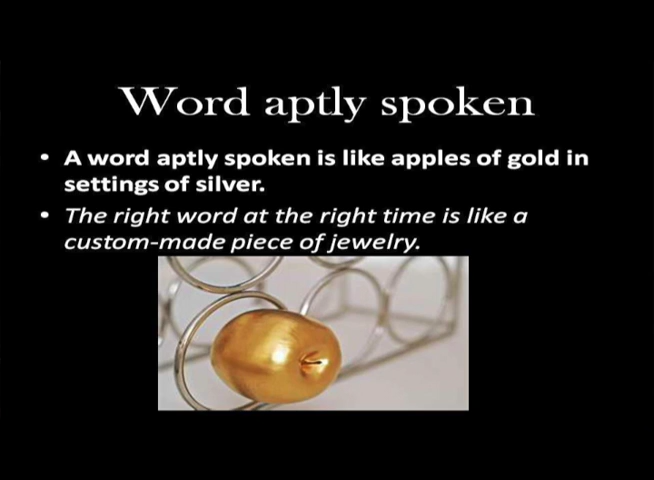 Word aptly spoken
• A word aptly spoken is like apples of gold in
settings of silver.
• The right word at the right time is like a
custom-made piece of jewelry.